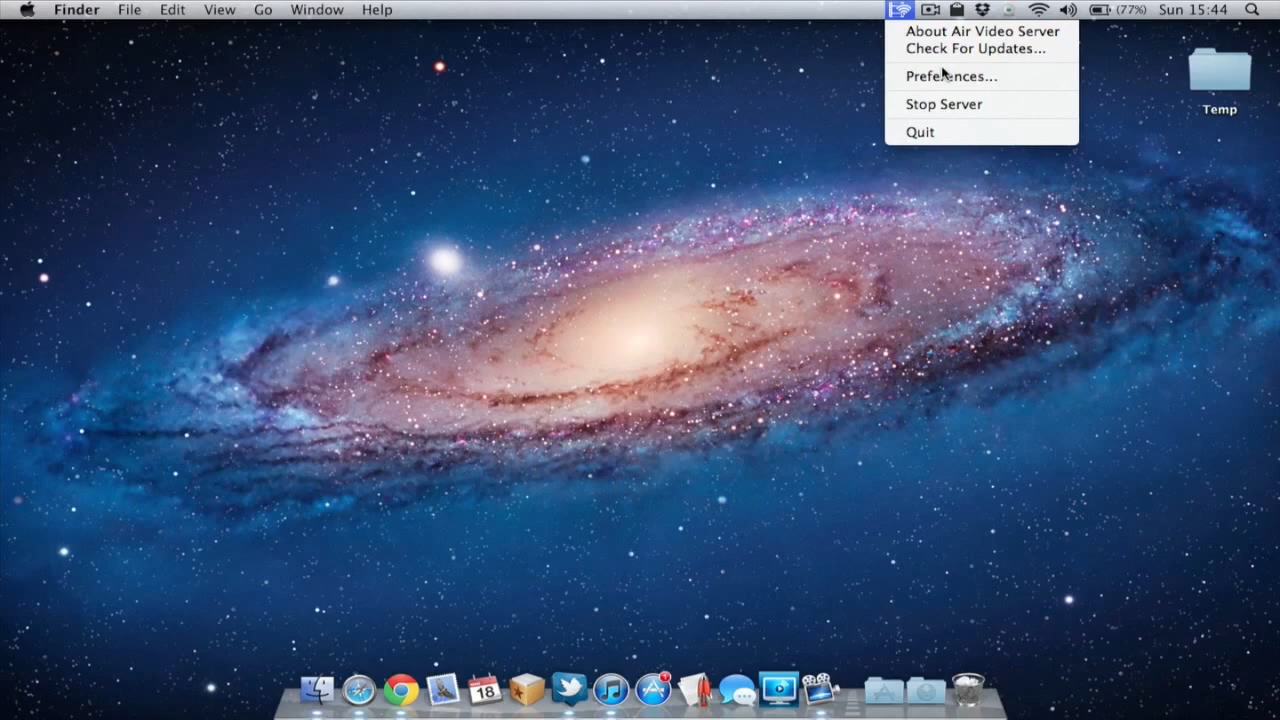 Finder File Edit View Go Window Help (77%) Sun 15:44
About Air Video Server
Check For Updates...
Preferences...
Stop Server
Quit
Temp
18
1